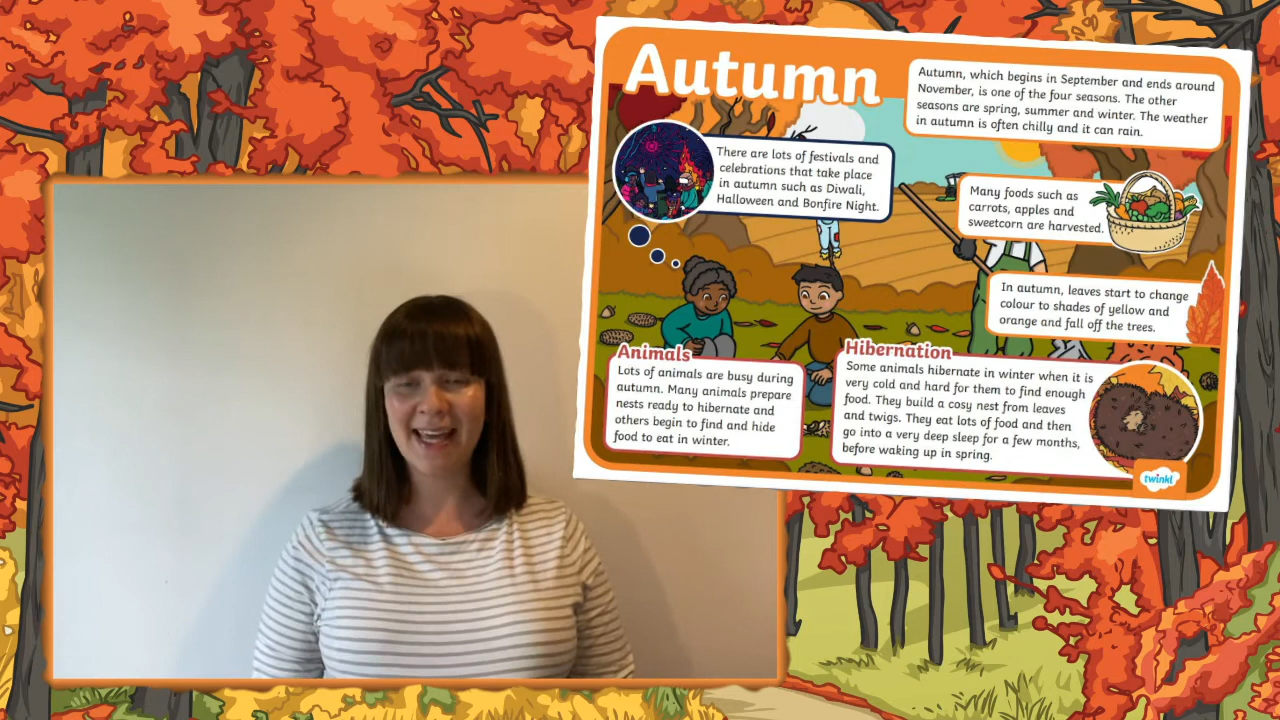 Autumn
Autumn, which begins in September and ends around
November, is one of the four seasons. The other
seasons are spring, summer and winter. The weather
in autumn is often chilly and it can rain.
There are lots of festivals and
celebrations that take place
in autumn such as Diwali,
Halloween and Bonfire Night.
Many foods such as
carrots, apples and
sweetcorn are harvested.
In autumn, leaves start to change
colour to shades of yellow and
orange and fall off the trees.
Animals
Lots of animals are busy during
autumn. Many animals prepare
nests ready to hibernate and
others begin to find and hide
food to eat in winter.
Hibernation
Some animals hibernate in winter when it is
very cold and hard for them to find enough
food. They build a cosy nest from leaves
and twigs. They eat lots of food and then
go into a very deep sleep for a few months,
before waking up in spring.
twinkl